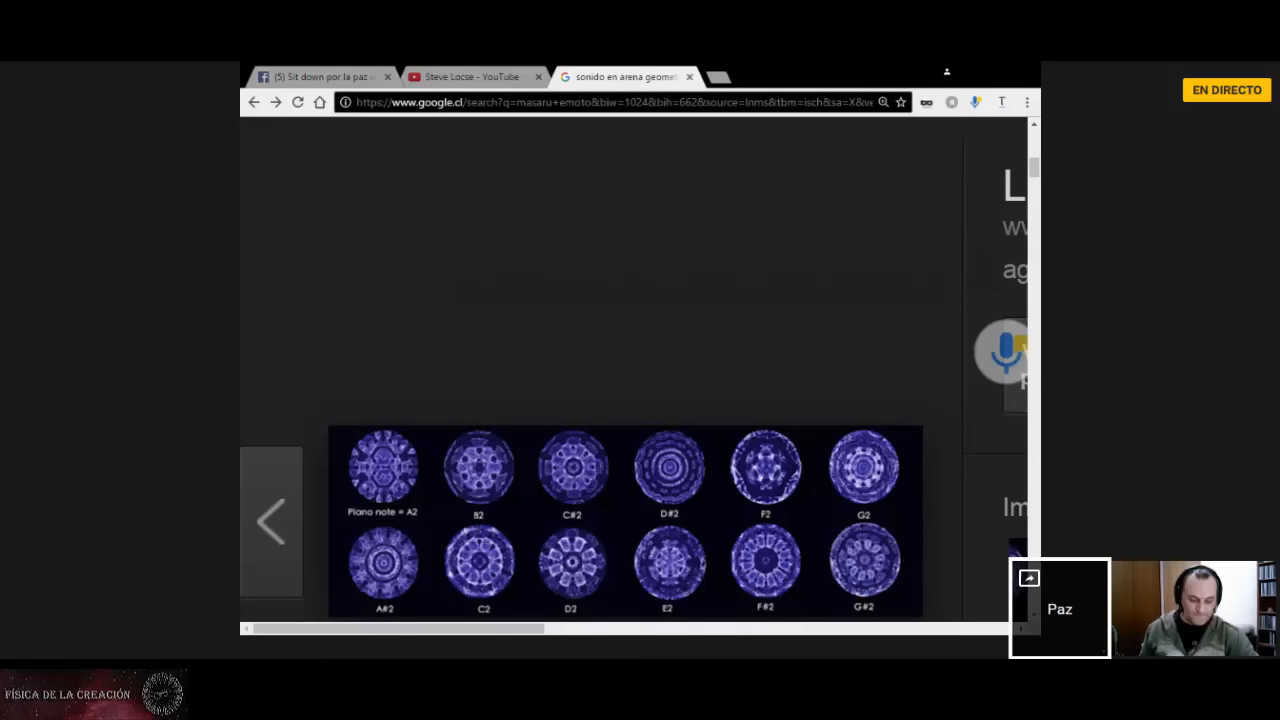 (5) Sit down por la paz
Steve Locse - YouTube
sonido en arena geomet
https://www.google.cl/search?q=masaru+emoto&biw=1024&bih=662&source=lnms&tbm=isch&sa=X&ve
EN DIRECTO
L
ag
Im
Piano note = A2
B2
C#2
D#2
F2
G2
A#2
C2
D2
E2
F#2
G#2
Paz
FÍSICA DE LA CREACIÓN